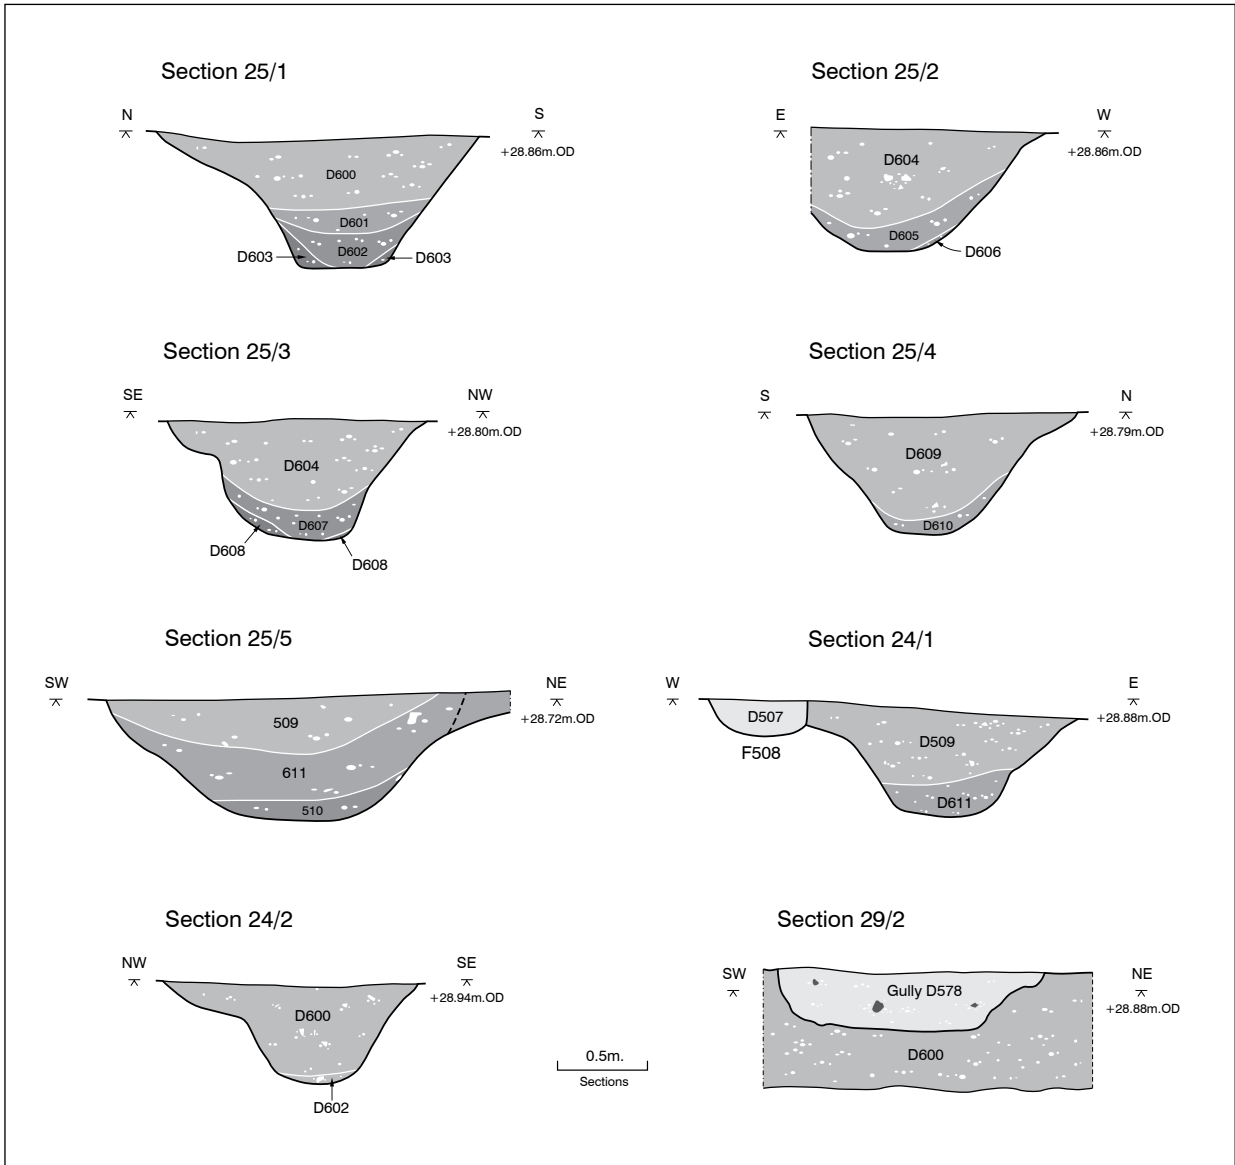 Section 25/1
N
S
+28.86m.OD
D600
D601
D602
D603
D603
Section 25/2
E
W
+28.86m.OD
D604
D605
D606
Section 25/3
SE
NW
+28.80m.OD
D604
D607
D608
D608
Section 25/4
S
N
+28.79m.OD
D609
D610
Section 25/5
SW
NE
+28.72m.OD
509
611
510
Section 24/1
W
E
+28.88m.OD
D507
F508
D509
D611
Section 24/2
NW
SE
+28.94m.OD
D600
D602
0.5m.
Sections
Section 29/2
SW
NE
+28.88m.OD
Gully D578
D600